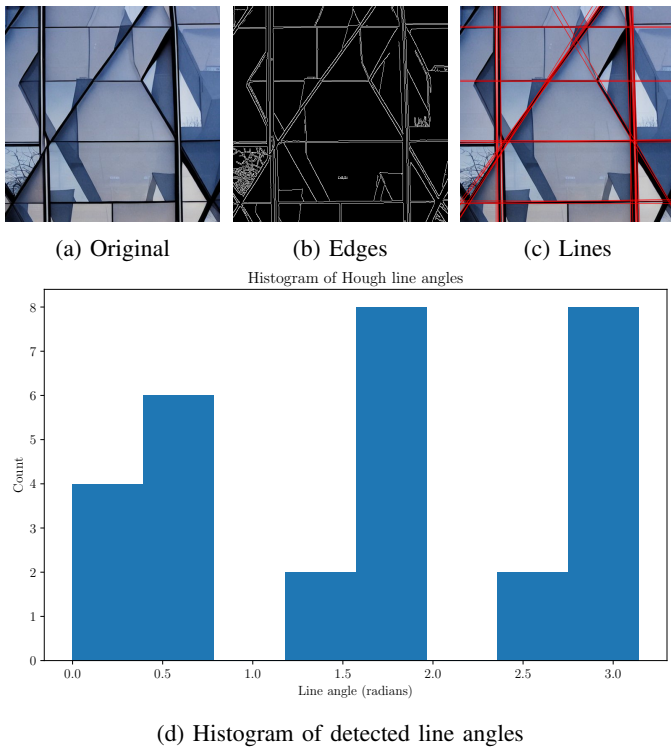 (a) Original
(b) Edges
(c) Lines
Histogram of Hough line angles
8
7
6
5
4
3
2
1
0
Count
0.0 0.5 1.0 1.5 2.0 2.5 3.0
Line angle (radians)
(d) Histogram of detected line angles